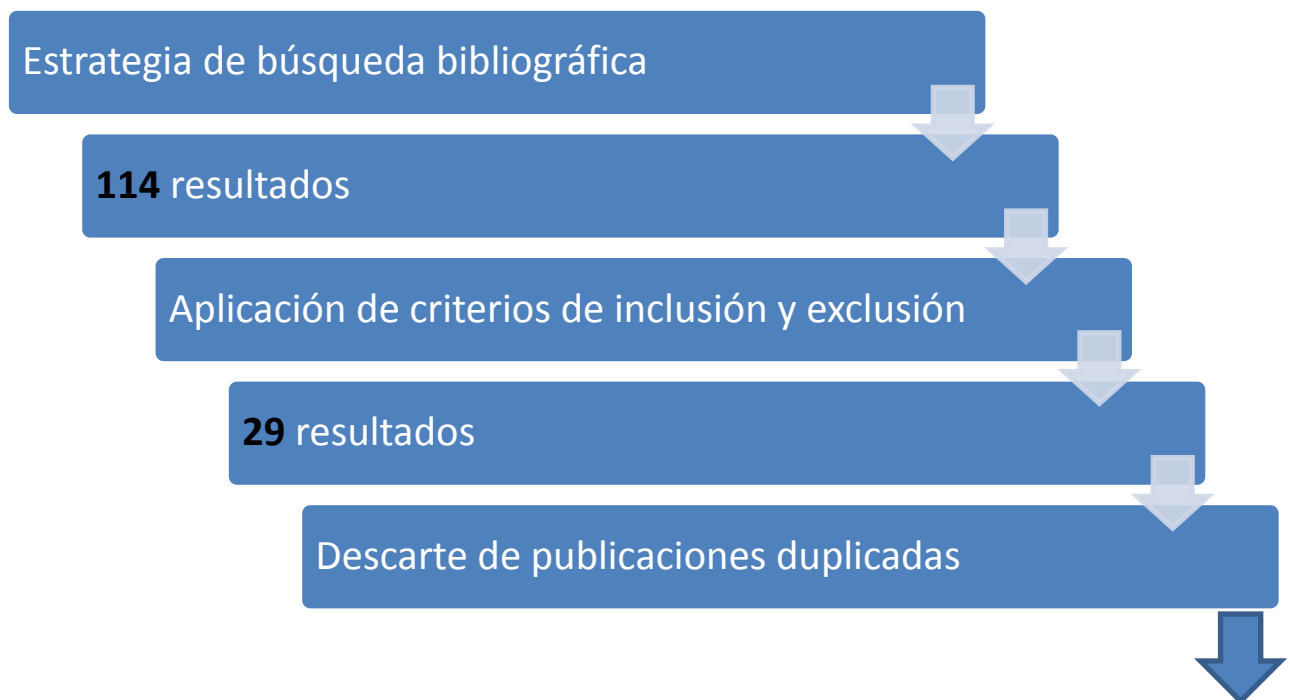 Estrategia de búsqueda bibliográfica
114 resultados
Aplicación de criterios de inclusión y exclusión
29 resultados
Descarte de publicaciones duplicadas